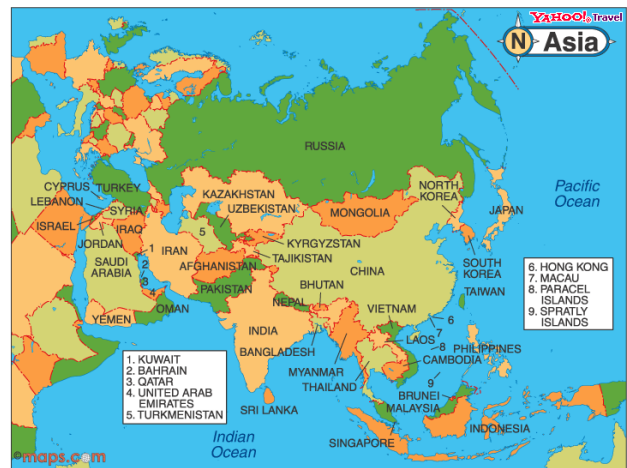 YAHOO! Travel
N Asia
RUSSIA
Pacific
Ocean
CYPRUS
TURKEY
LEBANON
SYRIA
ISRAEL
IRAQ
JORDAN
SAUDI
ARABIA
YEMEN
OMAN
1
2
3
4
IRAN
5
KAZAKHSTAN
UZBEKISTAN
KYRGYZSTAN
TAJIKISTAN
AFGHANISTAN
PAKISTAN
MONGOLIA
CHINA
NORTH
KOREA
JAPAN
SOUTH
KOREA
TAIWAN
NEPAL
BHUTAN
INDIA
BANGLADESH
MYANMAR
THAILAND
VIETNAM
LAOS
CAMBODIA
6
7
8
9
PHILIPPINES
BRUNEI
MALAYSIA
SRI LANKA
SINGAPORE
INDONESIA
Indian
Ocean
6. HONG KONG
7. MACAU
8. PARACEL
ISLANDS
9. SPRATLY
ISLANDS
1. KUWAIT
2. BAHRAIN
3. QATAR
4. UNITED ARAB
EMIRATES
5. TURKMENISTAN
©maps.com